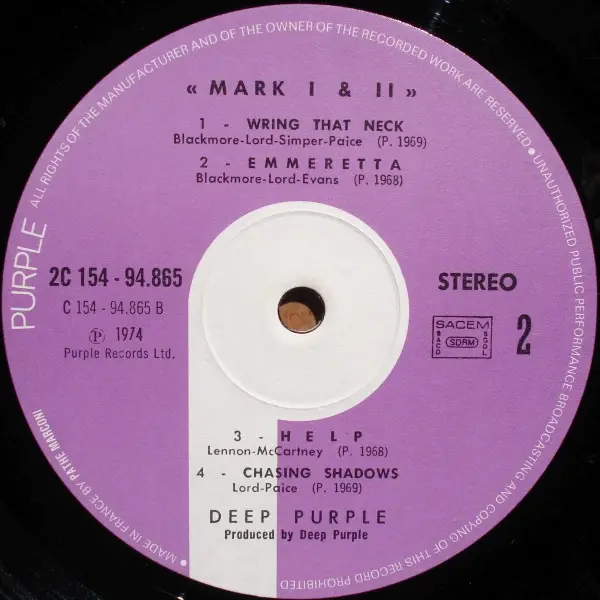 ALL RIGHTS OF THE MANUFACTURER AND OF THE OWNER OF THE RECORDED WORK ARE RESERVED • UNAUTHORIZED PUBLIC PERFORMANCE BROADCASTING AND COPYING OF THIS RECORD PROHIBITED
• MADE IN FRANCE BY PATHE MARCONI
PURPLE
« MARK I & II »
1 - WRING THAT NECK
Blackmore-Lord-Simper-Paice (P. 1969)
2 - EMMERETTA
Blackmore-Lord-Evans (P. 1968)
2C 154 - 94.865
C 154 - 94.865 B
℗ 1974
Purple Records Ltd.
STEREO
SACEM
SACD
SDRM
SGDL
2
3 - HELP
Lennon-McCartney (P. 1968)
4 - CHASING SHADOWS
Lord-Paice (P. 1969)
DEEP PURPLE
Produced by Deep Purple